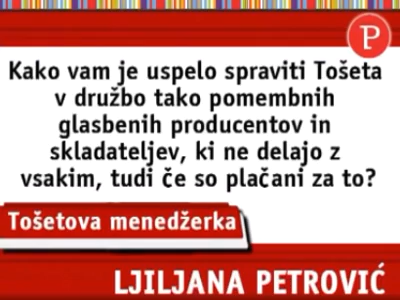 P
Kako vam je uspelo spraviti Tošeta
v družbo tako pomembnih
glasbenih producentov in
skladateljev, ki ne delajo z
vsakim, tudi če so plačani za to?
Tošetova menedžerka
LJILJANA PETROVIĆ